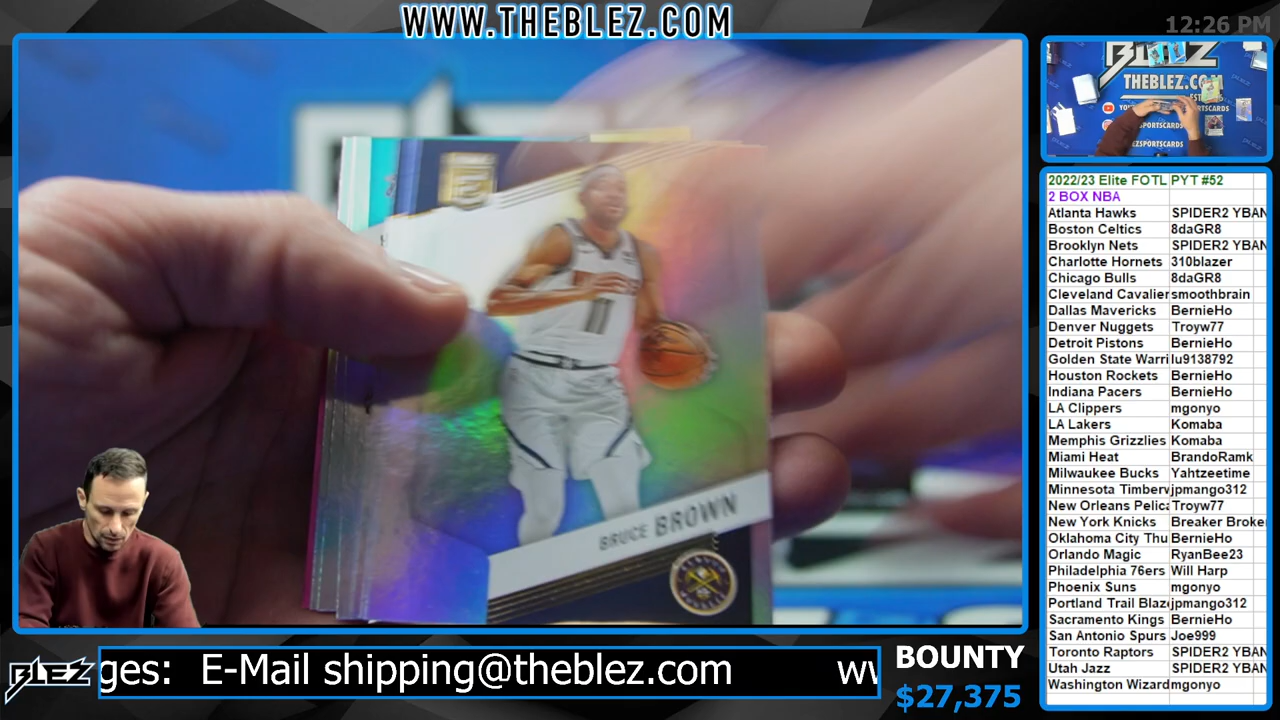 WWW.THEBLEZ.COM
12:26 PM
BLEZ
THEBLEZ.COM
11
BRUCE BROWN
2022/23 Elite FOTL PYT #52
2 BOX NBA
Atlanta Hawks SPIDER2 YBAN
Boston Celtics 8daGR8
Brooklyn Nets SPIDER2 YBAN
Charlotte Hornets 310blazer
Chicago Bulls 8daGR8
Cleveland Cavalier smoothbrain
Dallas Mavericks BernieHo
Denver Nuggets Troyw77
Detroit Pistons BernieHo
Golden State Warri lu9138792
Houston Rockets BernieHo
Indiana Pacers BernieHo
LA Clippers mgonyo
LA Lakers Komaba
Memphis Grizzlies Komaba
Miami Heat BrandoRamk
Milwaukee Bucks Yahtzeetime
Minnesota Timberv jpmango312
New Orleans Pelica Troyw77
New York Knicks Breaker Broke
Oklahoma City Thu BernieHo
Orlando Magic RyanBee23
Philadelphia 76ers Will Harp
Phoenix Suns mgonyo
Portland Trail Blaz jpmango312
Sacramento Kings BernieHo
San Antonio Spurs Joe999
Toronto Raptors SPIDER2 YBAN
Utah Jazz SPIDER2 YBAN
Washington Wizard mgonyo
BLEZ
ges: E-Mail shipping@theblez.com
BOUNTY
$27,375